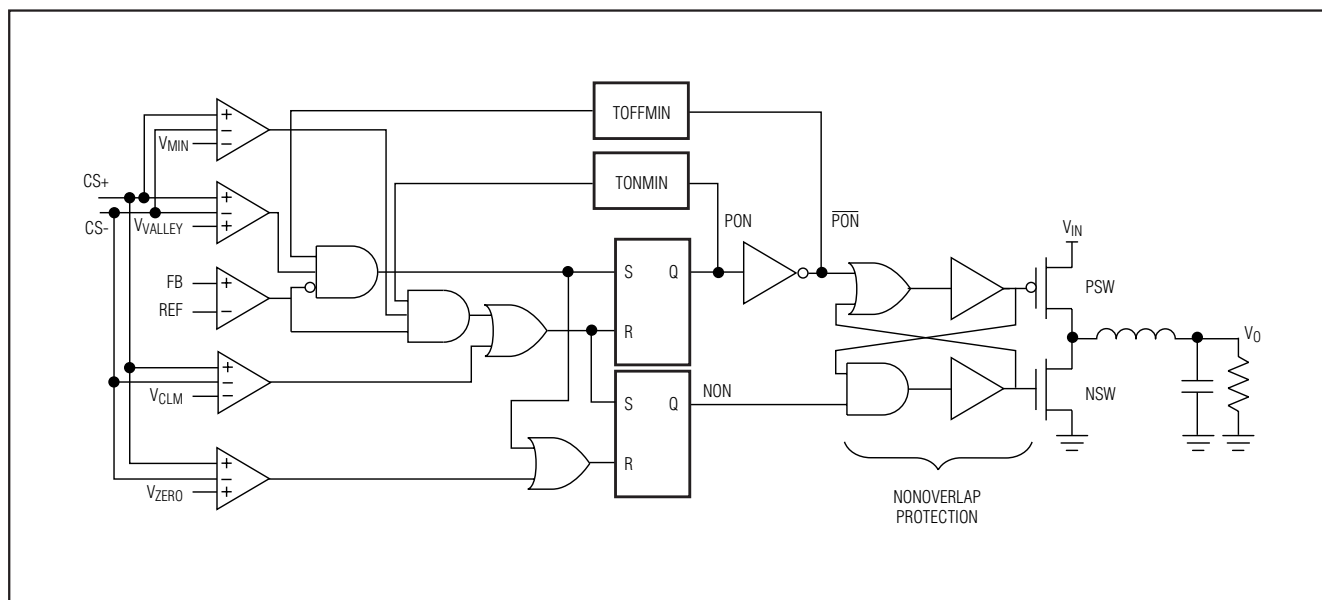 TOFFMIN
VMIN
TONMIN
CS+
CS-
VVALLEY
PON
PON
VIN
FB
REF
S Q
R
PSW
VO
VCLM
S Q
R
NON
NSW
VZERO
NONOVERLAP
PROTECTION